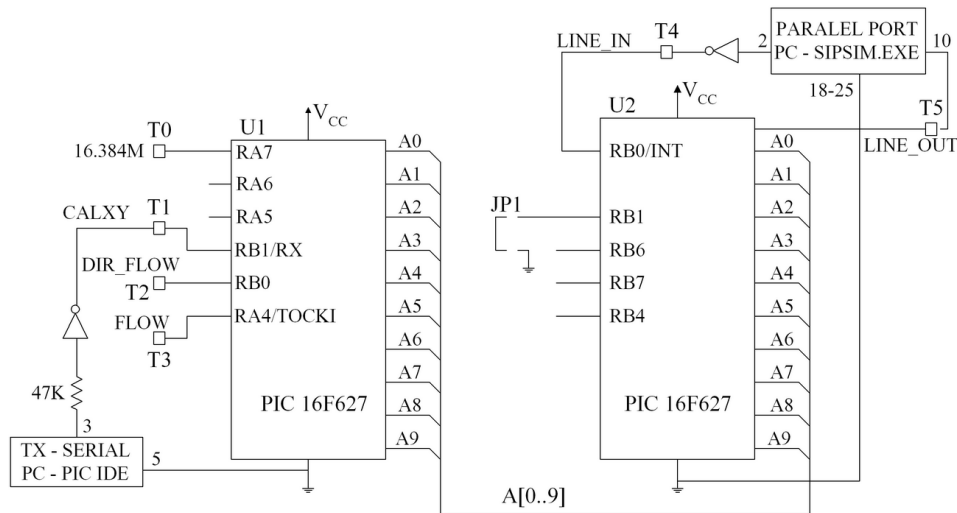 T0
16.384M
CALXY
T1
DIR_FLOW
T2
FLOW
T3
47K
3
TX - SERIAL
PC - PIC IDE
5
U1
V_CC
RA7
RA6
RA5
RB1/RX
RB0
RA4/TOCKI
PIC 16F627
A0
A1
A2
A3
A4
A5
A6
A7
A8
A9
A[0..9]
JP1
LINE_IN
T4
2
PARALEL PORT
PC - SIPSIM.EXE
10
18-25
T5
LINE_OUT
U2
V_CC
RB0/INT
RB1
RB6
RB7
RB4
PIC 16F627
A0
A1
A2
A3
A4
A5
A6
A7
A8
A9